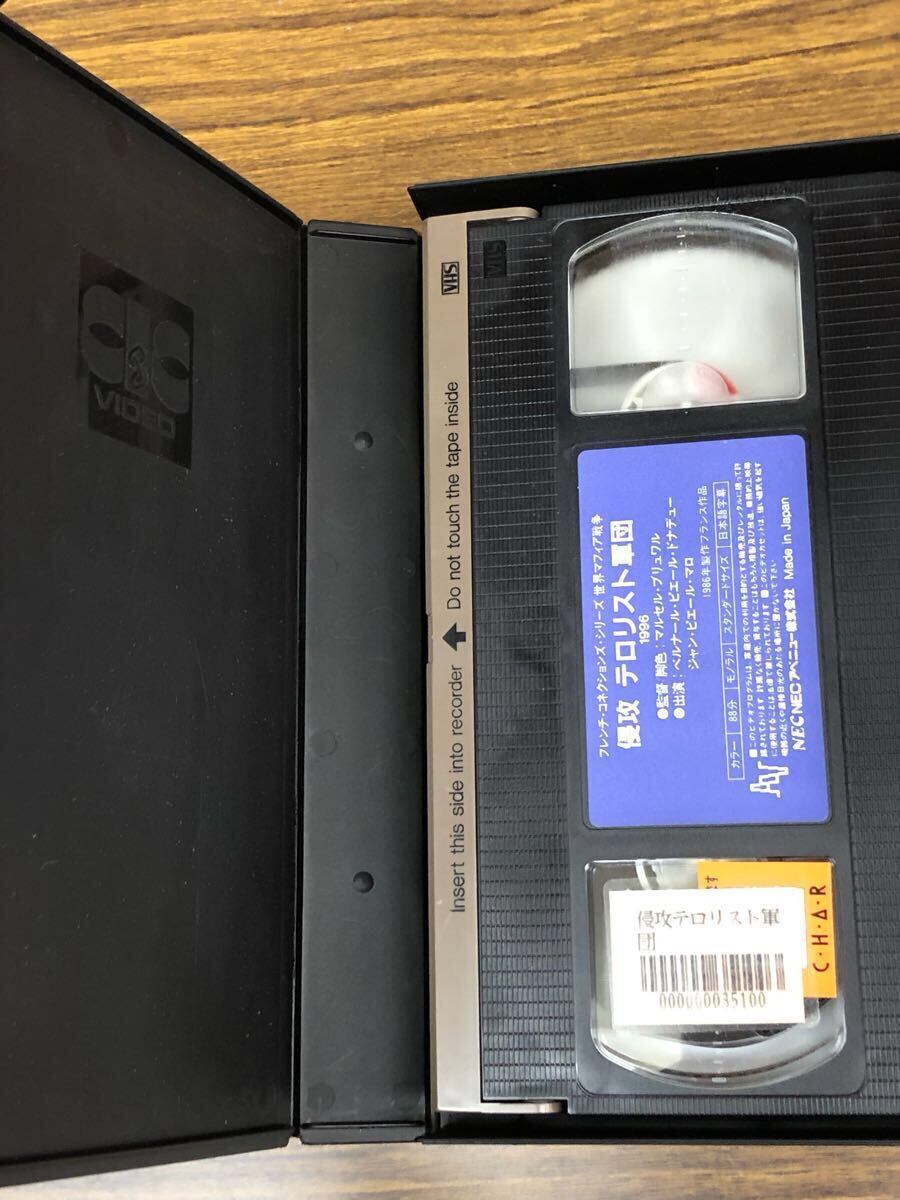 C&C
VIDEO
VHS
VHS
Insert this side into recorder ↑ Do not touch the tape inside
フレンチ・コネクションズ・シリーズ 世界マフィア戦争
侵攻 テロリスト軍団
1996
●監督 脚色:マルセル・ブリュワル
●出演:ベルナール・ピエール・ドナデュー
ジャン・ピエール・マロ
1986年製作フランス作品
カラー 88分 モノラル スタンダードサイズ 日本語字幕
NEC NECアベニュー株式会社 Made in Japan
ます
C・H・A・R
侵攻テロリスト軍
団
000000035100